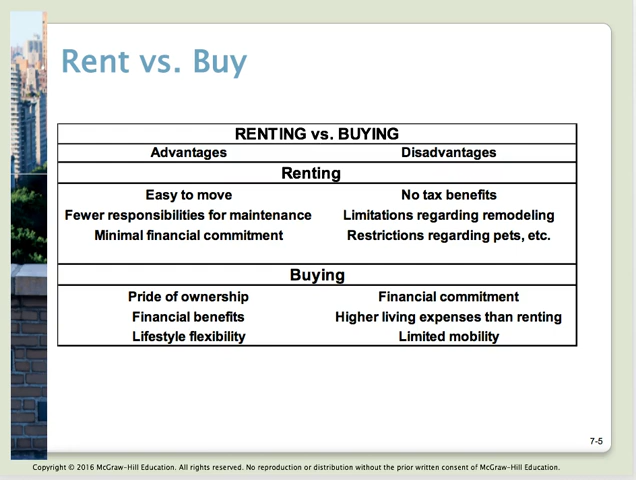 Rent vs. Buy
RENTING vs. BUYING
Advantages Disadvantages
Renting
Easy to move No tax benefits
Fewer responsibilities for maintenance Limitations regarding remodeling
Minimal financial commitment Restrictions regarding pets, etc.
Buying
Pride of ownership Financial commitment
Financial benefits Higher living expenses than renting
Lifestyle flexibility Limited mobility
7-5
Copyright © 2016 McGraw-Hill Education. All rights reserved. No reproduction or distribution without the prior written consent of McGraw-Hill Education.